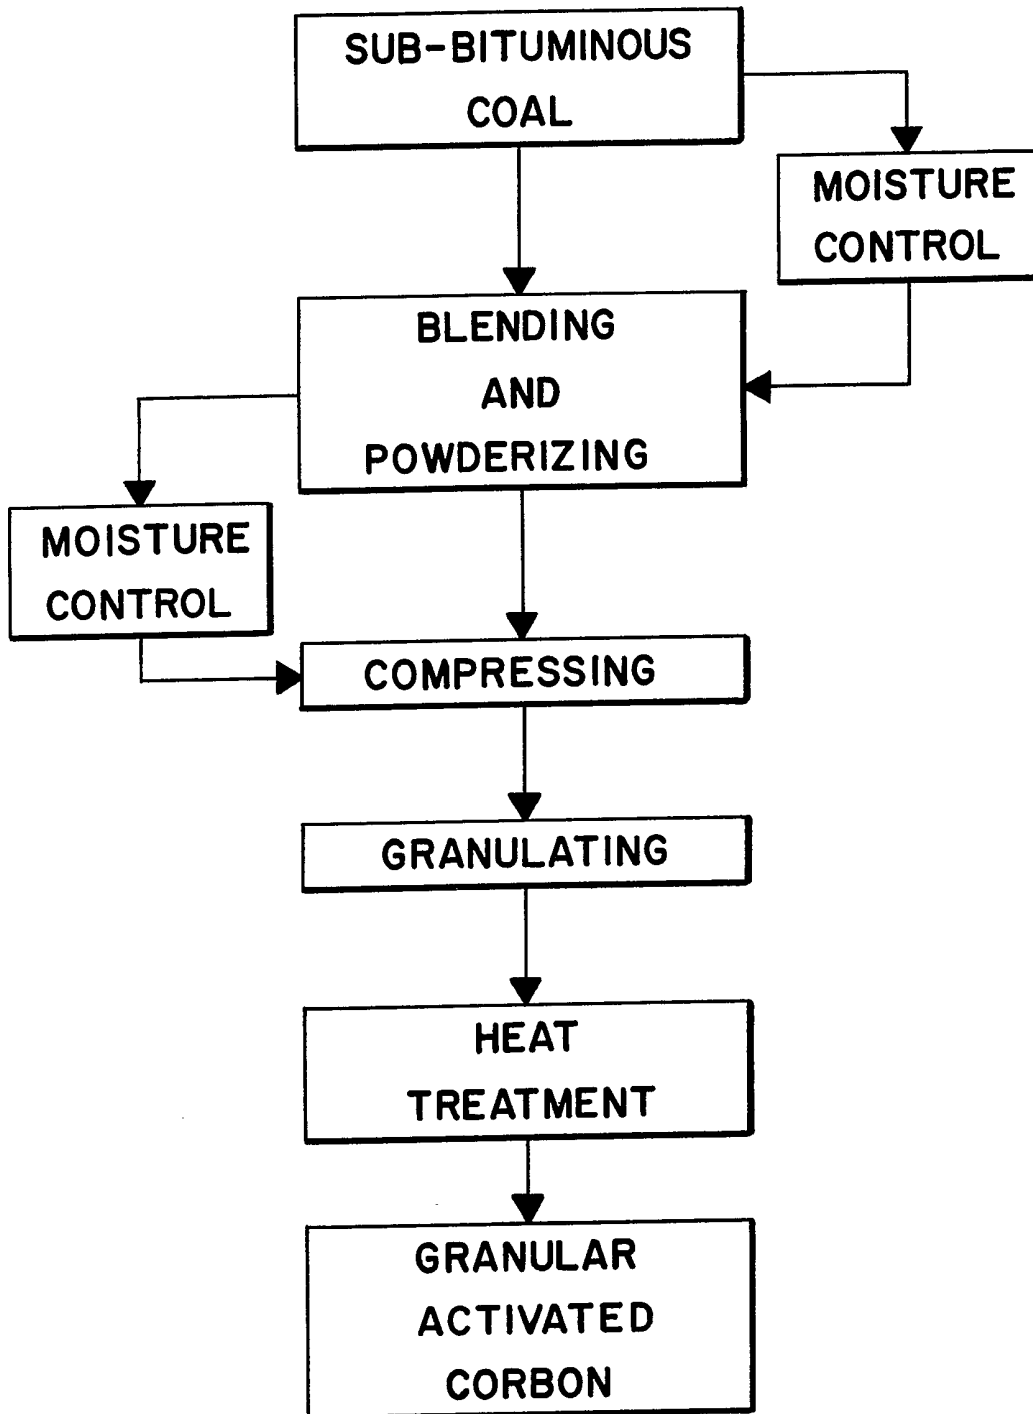 SUB-BITUMINOUS
COAL
MOISTURE
CONTROL
BLENDING
AND
POWDERIZING
MOISTURE
CONTROL
COMPRESSING
GRANULATING
HEAT
TREATMENT
GRANULAR
ACTIVATED
CORBON